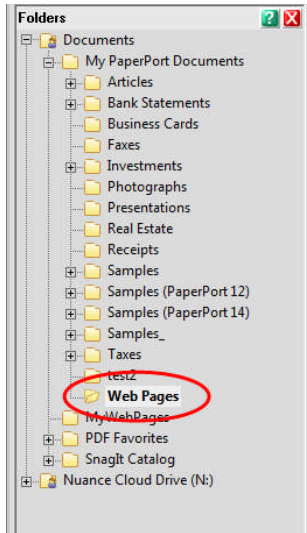 Folders
Documents
My PaperPort Documents
Articles
Bank Statements
Business Cards
Faxes
Investments
Photographs
Presentations
Real Estate
Receipts
Samples
Samples (PaperPort 12)
Samples (PaperPort 14)
Samples_
Taxes
test2
Web Pages
MyWebPages
PDF Favorites
SnagIt Catalog
Nuance Cloud Drive (N:)